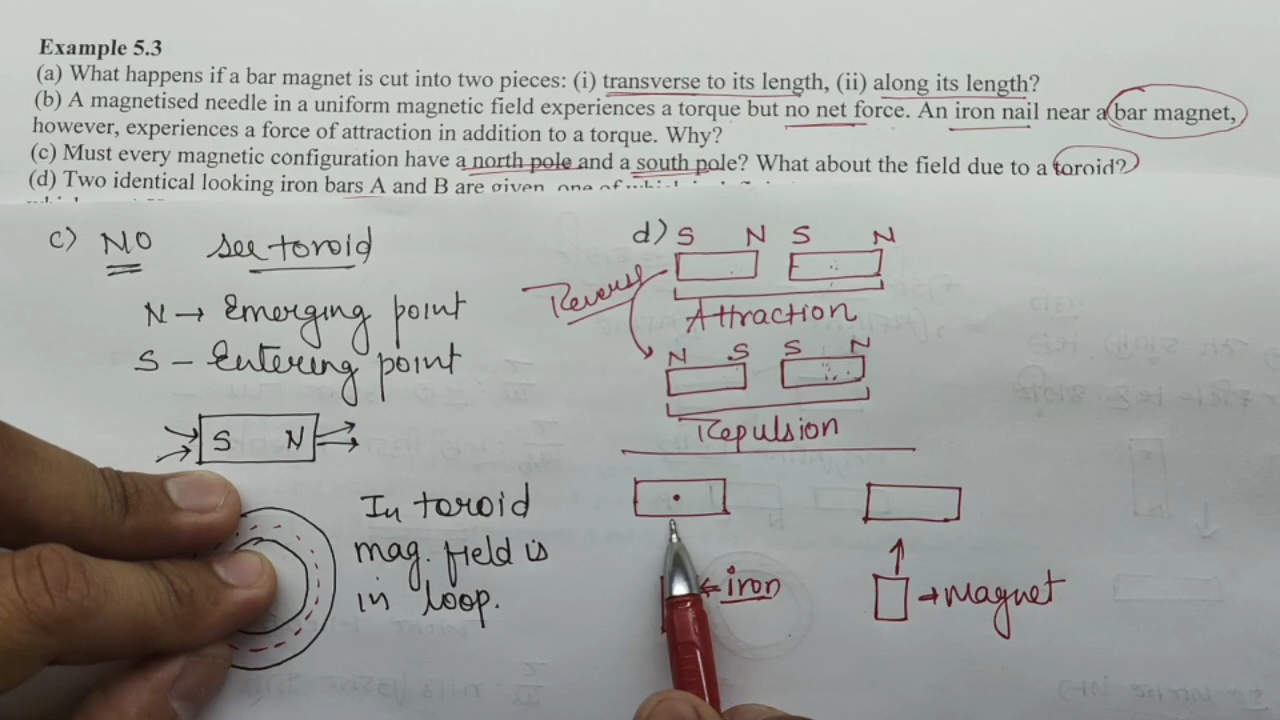 Example 5.3
(a) What happens if a bar magnet is cut into two pieces: (i) transverse to its length, (ii) along its length?
(b) A magnetised needle in a uniform magnetic field experiences a torque but no net force. An iron nail near a bar magnet,
however, experiences a force of attraction in addition to a torque. Why?
(c) Must every magnetic configuration have a north pole and a south pole? What about the field due to a toroid?
(d) Two identical looking iron bars A and B are given, one of which is
c) NO see toroid
N → Emerging point
S - Entering point
S N
In toroid
mag. field is
in loop.
d) S N S N
Attraction
Reverse
N S S N
Repulsion
← iron
→ magnet